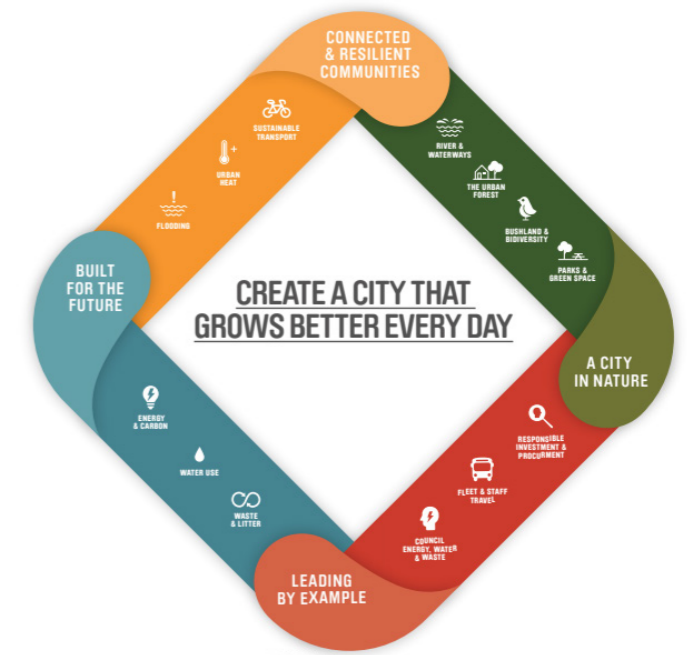 CONNECTED
& RESILIENT
COMMUNITIES
SUSTAINABLE
TRANSPORT
URBAN
HEAT
FLOODING
RIVER &
WATERWAYS
THE URBAN
FOREST
BUSHLAND &
BIDIVERSITY
PARKS &
GREEN SPACE
BUILT
FOR THE
FUTURE
CREATE A CITY THAT
GROWS BETTER EVERY DAY
A CITY
IN NATURE
ENERGY
& CARBON
WATER USE
WASTE
& LITTER
RESPONSIBLE
INVESTMENT &
PROCURMENT
FLEET & STAFF
TRAVEL
COUNCIL
ENERGY, WATER
& WASTE
LEADING
BY EXAMPLE